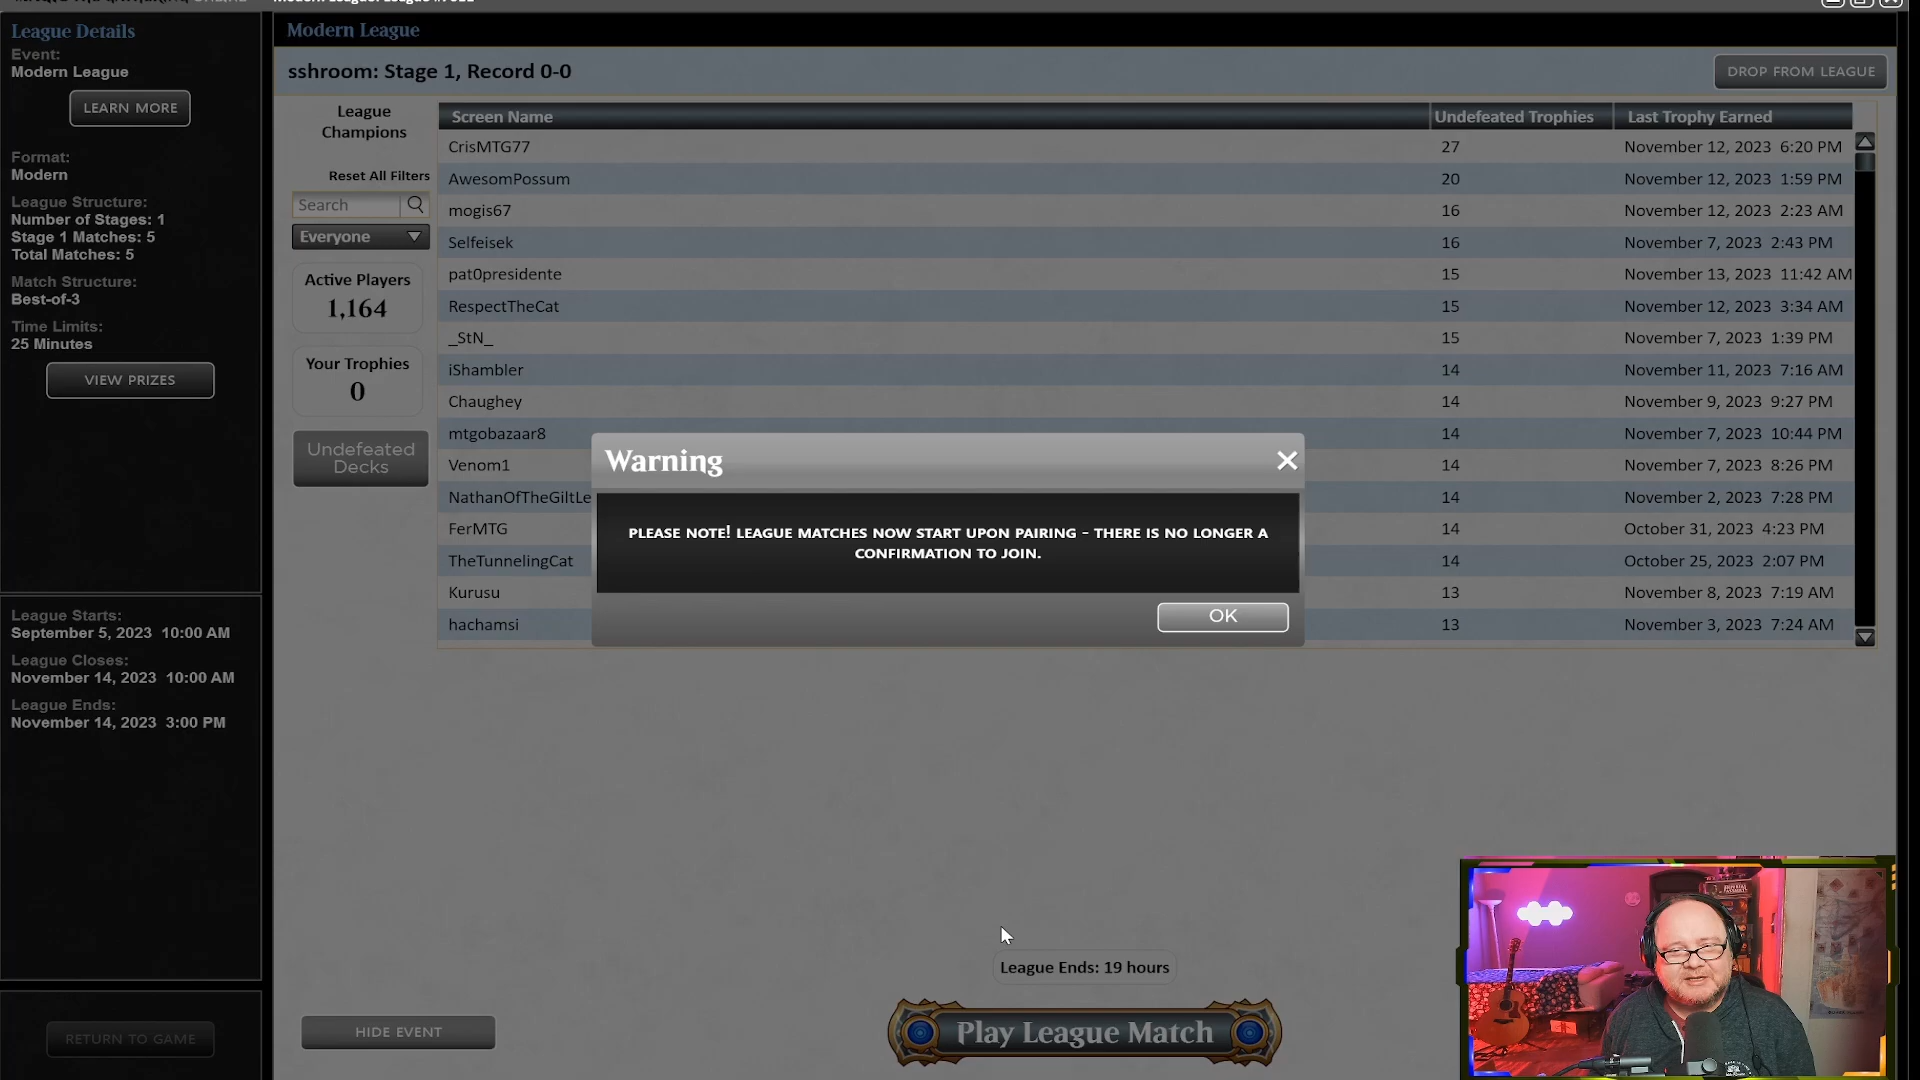 League Details
Event:
Modern League
LEARN MORE
Format:
Modern
League Structure:
Number of Stages: 1
Stage 1 Matches: 5
Total Matches: 5
Match Structure:
Best-of-3
Time Limits:
25 Minutes
VIEW PRIZES
League Starts:
September 5, 2023 10:00 AM
League Closes:
November 14, 2023 10:00 AM
League Ends:
November 14, 2023 3:00 PM
RETURN TO GAME
Modern League
sshroom: Stage 1, Record 0-0
DROP FROM LEAGUE
League
Champions
Reset All Filters
Search
Everyone
Active Players
1,164
Your Trophies
0
Undefeated
Decks
Screen Name Undefeated Trophies Last Trophy Earned
CrisMTG77 27 November 12, 2023 6:20 PM
AwesomPossum 20 November 12, 2023 1:59 PM
mogis67 16 November 12, 2023 2:23 AM
Selfeisek 16 November 7, 2023 2:43 PM
pat0presidente 15 November 13, 2023 11:42 AM
RespectTheCat 15 November 12, 2023 3:34 AM
_StN_ 15 November 7, 2023 1:39 PM
iShambler 14 November 11, 2023 7:16 AM
Chaughey 14 November 9, 2023 9:27 PM
mtgobazaar8 14 November 7, 2023 10:44 PM
Venom1 14 November 7, 2023 8:26 PM
NathanOfTheGiltLe 14 November 2, 2023 7:28 PM
FerMTG 14 October 31, 2023 4:23 PM
TheTunnelingCat 14 October 25, 2023 2:07 PM
Kurusu 13 November 8, 2023 7:19 AM
hachamsi 13 November 3, 2023 7:24 AM
Warning
PLEASE NOTE! LEAGUE MATCHES NOW START UPON PAIRING - THERE IS NO LONGER A
CONFIRMATION TO JOIN.
OK
League Ends: 19 hours
HIDE EVENT
Play League Match